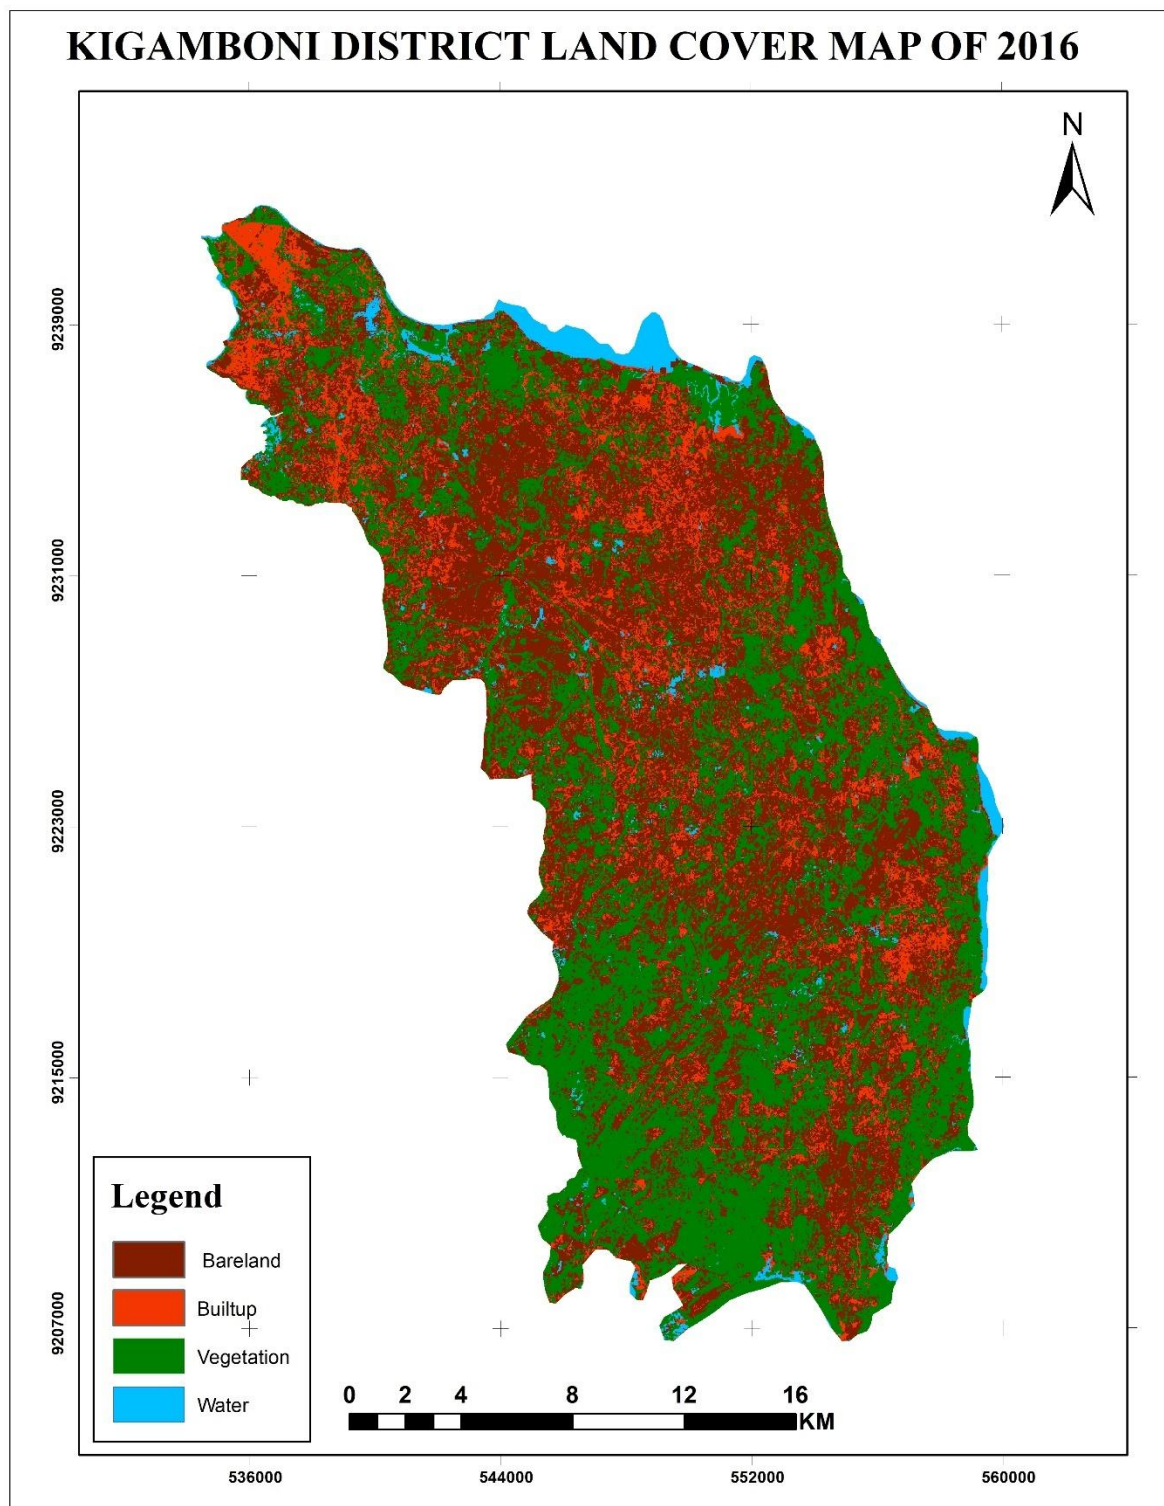 KIGAMBONI DISTRICT LAND COVER MAP OF 2016
N
9239000
9231000
9223000
9215000
9207000
Legend
Bareland
Builtup
Vegetation
Water
0 2 4 8 12 16
KM
536000 544000 552000 560000